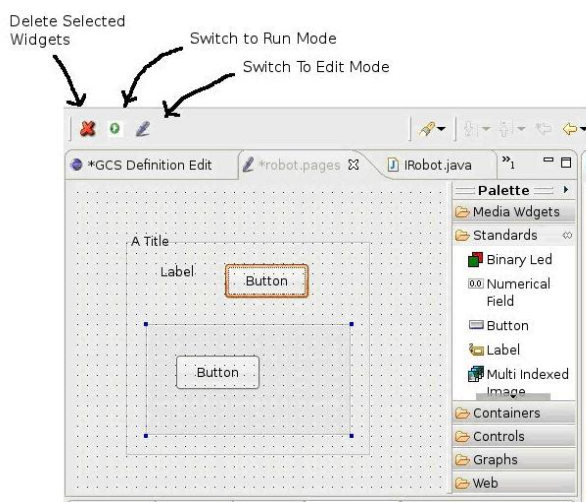 Delete Selected
Widgets
Switch to Run Mode
Switch To Edit Mode
*GCS Definition Edit
*robot.pages
IRobot.java
»1
Palette
Media Wdgets
Standards
Binary Led
0.0 Numerical
Field
Button
Label
Multi Indexed
Image
Containers
Controls
Graphs
Web
A Title
Label
Button
Button